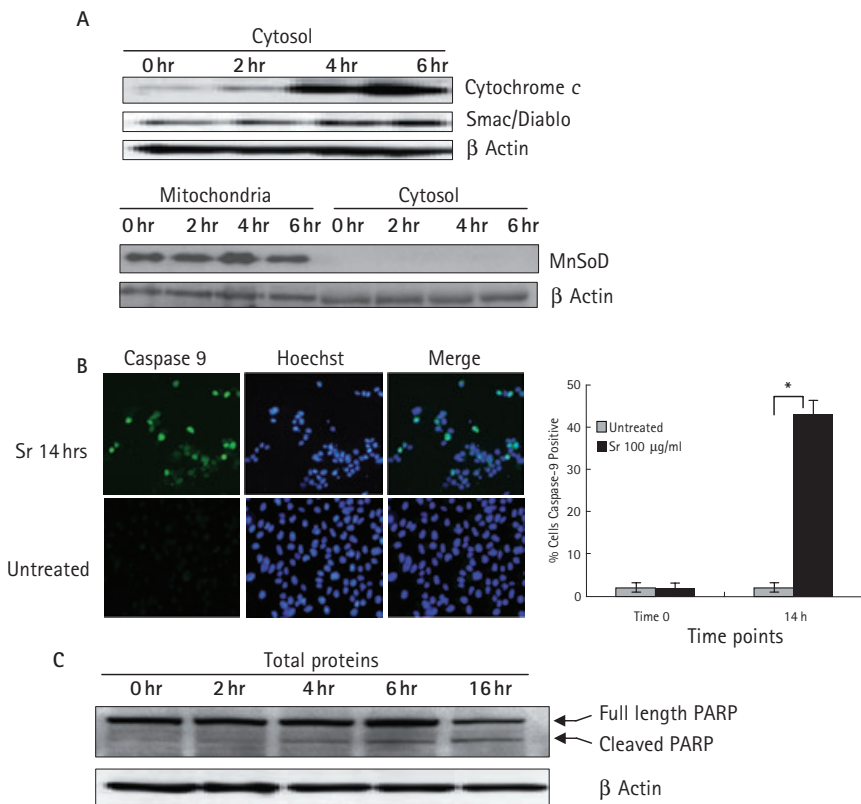 A
Cytosol
0 hr 2 hr 4 hr 6 hr
Cytochrome c
Smac/Diablo
β Actin
Mitochondria Cytosol
0 hr 2 hr 4 hr 6 hr 0 hr 2 hr 4 hr 6 hr
MnSoD
β Actin
B
Caspase 9 Hoechst Merge
Sr 14 hrs
Untreated
% Cells Caspase-9 Positive
50
40
30
20
10
0
*
Untreated
Sr 100 µg/ml
Time 0 14 h
Time points
C
Total proteins
0 hr 2 hr 4 hr 6 hr 16 hr
Full length PARP
Cleaved PARP
β Actin